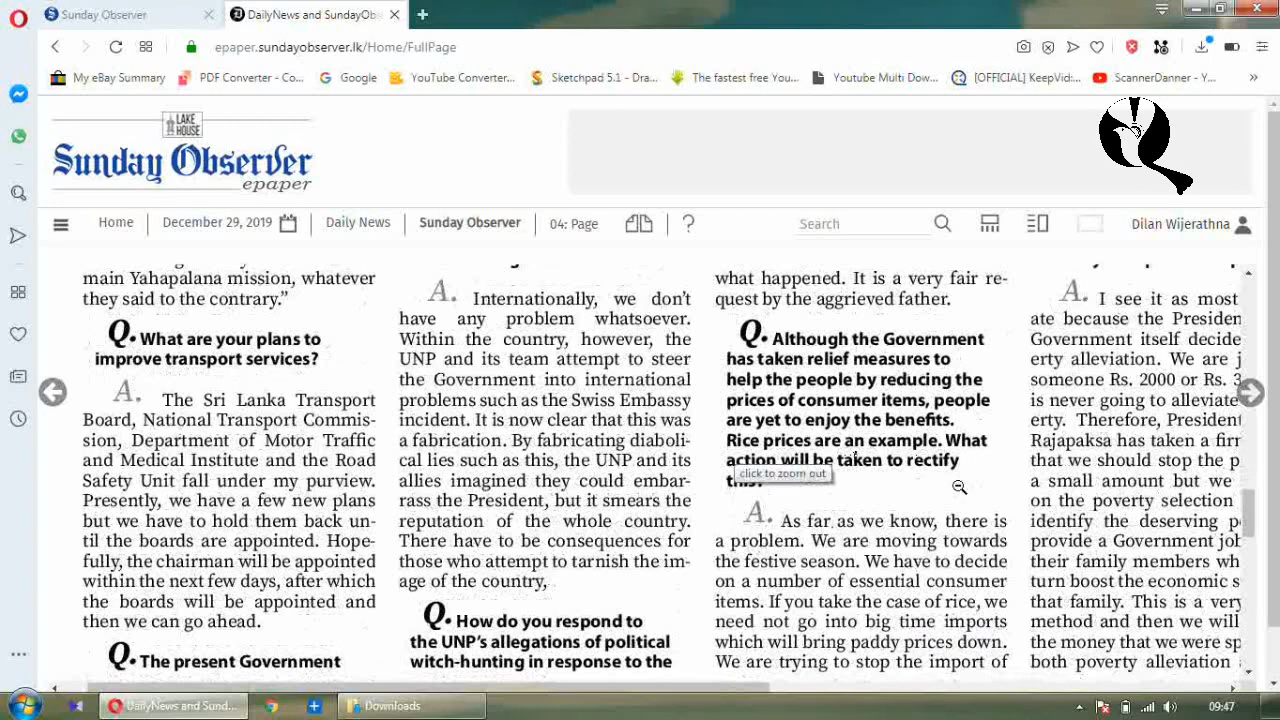 Sunday Observer
DailyNews and SundayObs
epaper.sundayobserver.lk/Home/FullPage
My eBay Summary
PDF Converter - Co...
Google
YouTube Converter...
Sketchpad 5.1 - Dra...
The fastest free You...
Youtube Multi Dow...
[OFFICIAL] KeepVid:...
ScannerDanner - Y...
LAKE
HOUSE
Sunday Observer
epaper
Home
December 29, 2019
Daily News
Sunday Observer
04: Page
?
Search
Dilan Wijerathna
main Yahapalana mission, whatever
they said to the contrary.”
Q. What are your plans to
improve transport services?
A. The Sri Lanka Transport
Board, National Transport Commis-
sion, Department of Motor Traffic
and Medical Institute and the Road
Safety Unit fall under my purview.
Presently, we have a few new plans
but we have to hold them back un-
til the boards are appointed. Hope-
fully, the chairman will be appointed
within the next few days, after which
the boards will be appointed and
then we can go ahead.
Q. The present Government
A. Internationally, we don’t
have any problem whatsoever.
Within the country, however, the
UNP and its team attempt to steer
the Government into international
problems such as the Swiss Embassy
incident. It is now clear that this was
a fabrication. By fabricating diaboli-
cal lies such as this, the UNP and its
allies imagined they could embar-
rass the President, but it smears the
reputation of the whole country.
There have to be consequences for
those who attempt to tarnish the im-
age of the country,
Q. How do you respond to
the UNP’s allegations of political
witch-hunting in response to the
what happened. It is a very fair re-
quest by the aggrieved father.
Q. Although the Government
has taken relief measures to
help the people by reducing the
prices of consumer items, people
are yet to enjoy the benefits.
Rice prices are an example. What
action will be taken to rectify
click to zoom out
A. As far as we know, there is
a problem. We are moving towards
the festive season. We have to decide
on a number of essential consumer
items. If you take the case of rice, we
need not go into big time imports
which will bring paddy prices down.
We are trying to stop the import of
A. I see it as most
ate because the Presiden
Government itself decide
erty alleviation. We are j
someone Rs. 2000 or Rs. 3
is never going to alleviate
erty. Therefore, President
Rajapaksa has taken a firm
that we should stop the
a small amount but we
on the poverty selection
identify the deserving p
provide a Government job
their family members wh
turn boost the economic s
that family. This is a very
method and then we will
the money that we were sp
both poverty alleviation
DailyNews and Sund...
Downloads
09:47